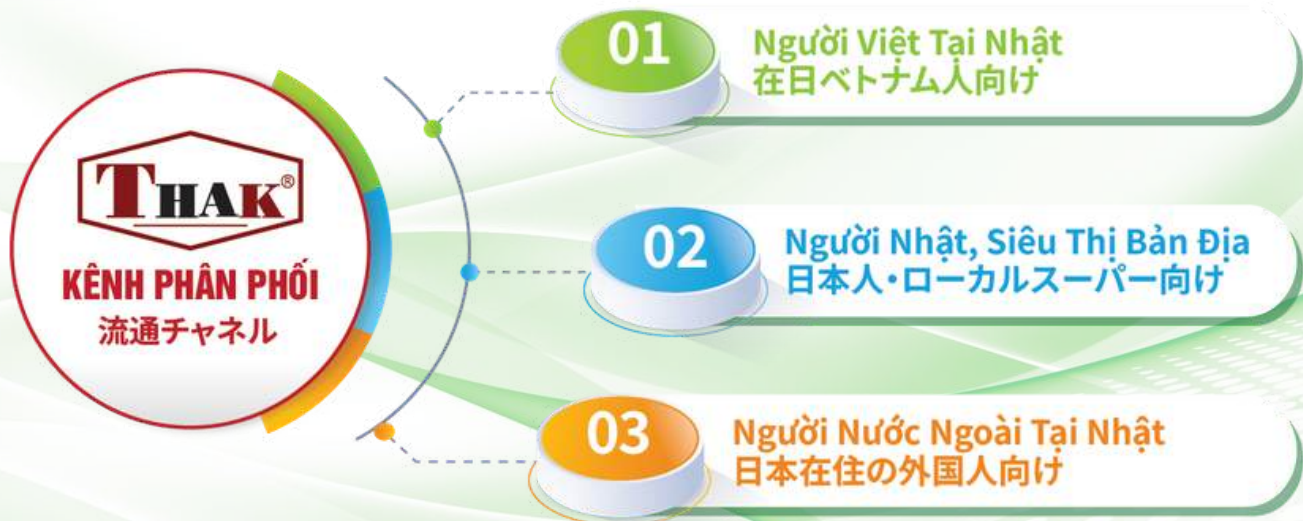 THAK®
KÊNH PHÂN PHỐI
流通チャネル
01
Người Việt Tại Nhật
在日ベトナム人向け
02
Người Nhật, Siêu Thị Bản Địa
日本人・ローカルスーパー向け
03
Người Nước Ngoài Tại Nhật
日本在住の外国人向け